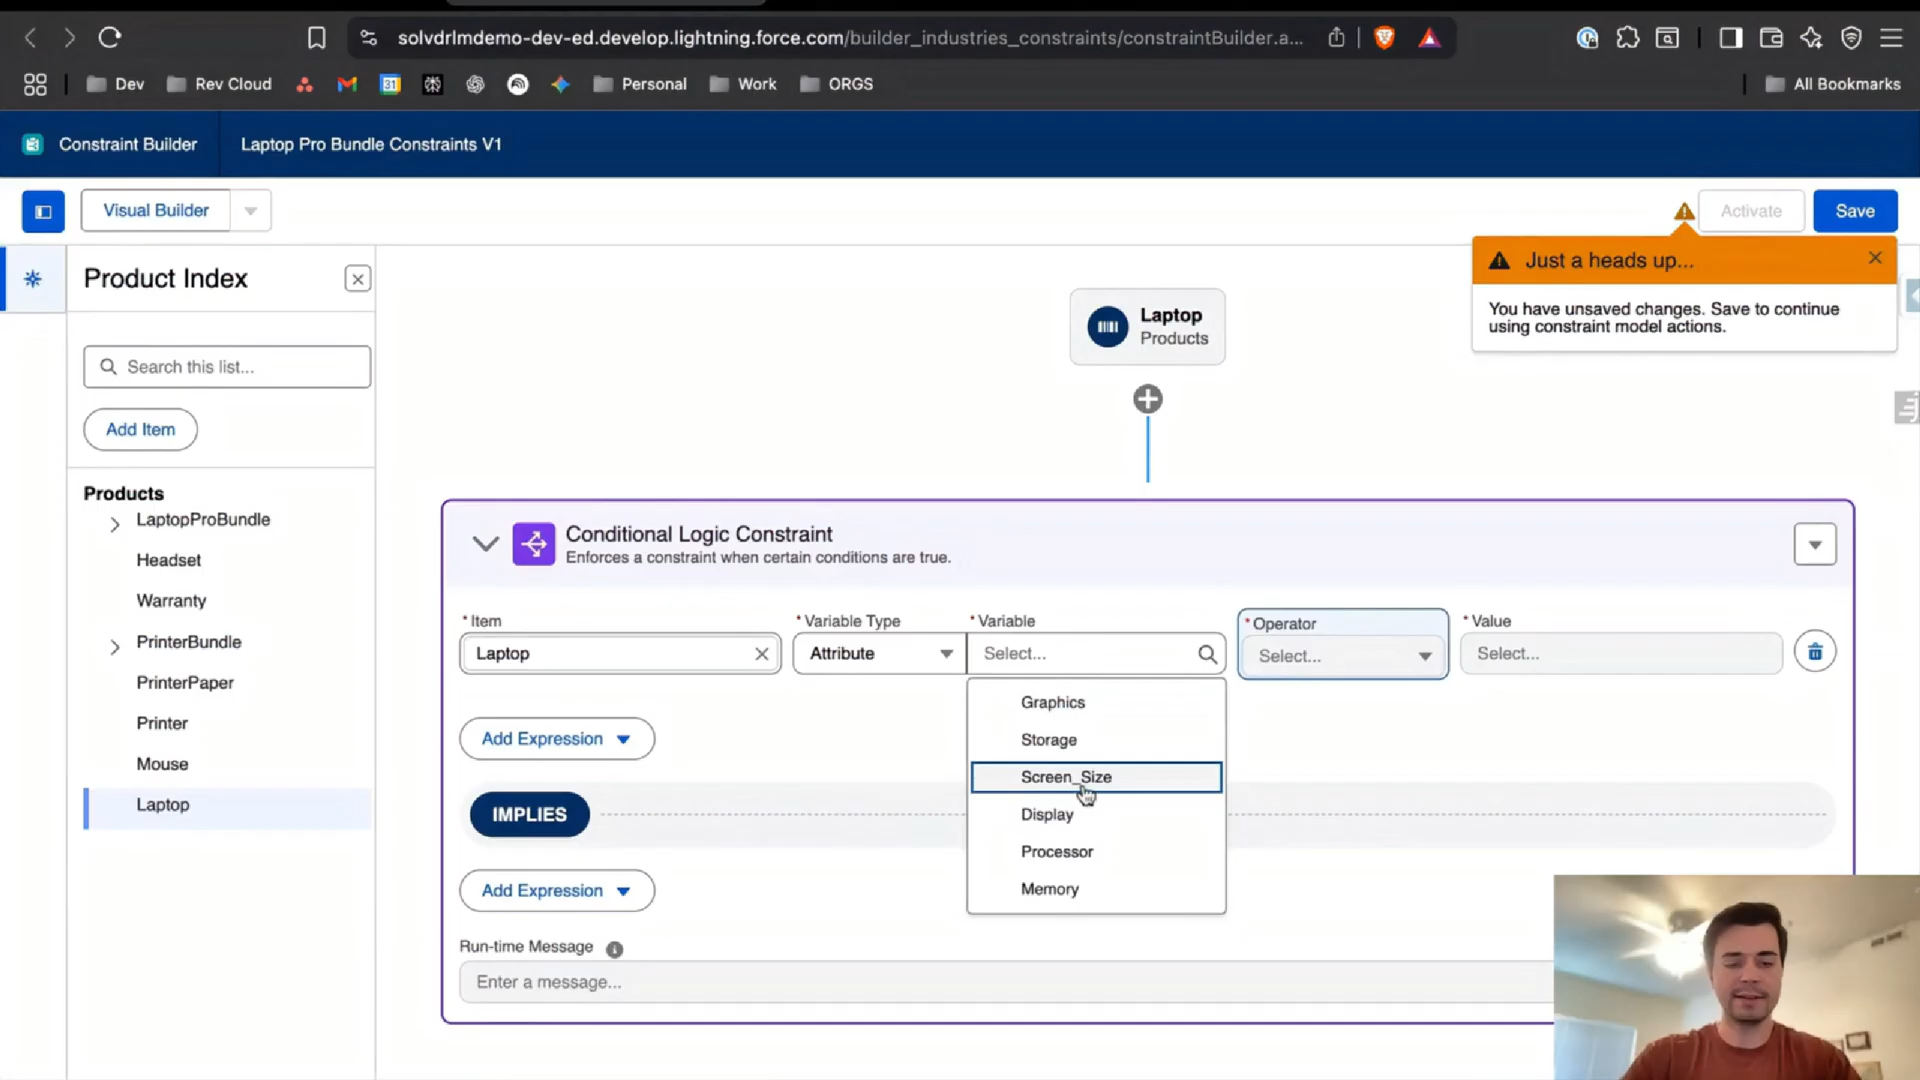 solvdrlmdemo-dev-ed.develop.lightning.force.com/builder_industries_constraints/constraintBuilder.a...
Dev
Rev Cloud
31
Personal
Work
ORGS
All Bookmarks
Constraint Builder
Laptop Pro Bundle Constraints V1
Visual Builder
Activate
Save
Just a heads up...
You have unsaved changes. Save to continue
using constraint model actions.
Product Index
Search this list...
Add Item
Products
LaptopProBundle
Headset
Warranty
PrinterBundle
PrinterPaper
Printer
Mouse
Laptop
Laptop
Products
Conditional Logic Constraint
Enforces a constraint when certain conditions are true.
* Item
* Variable Type
* Variable
* Operator
* Value
Laptop
Attribute
Select...
Select...
Select...
Graphics
Storage
Screen_Size
Display
Processor
Memory
Add Expression
IMPLIES
Add Expression
Run-time Message
Enter a message...